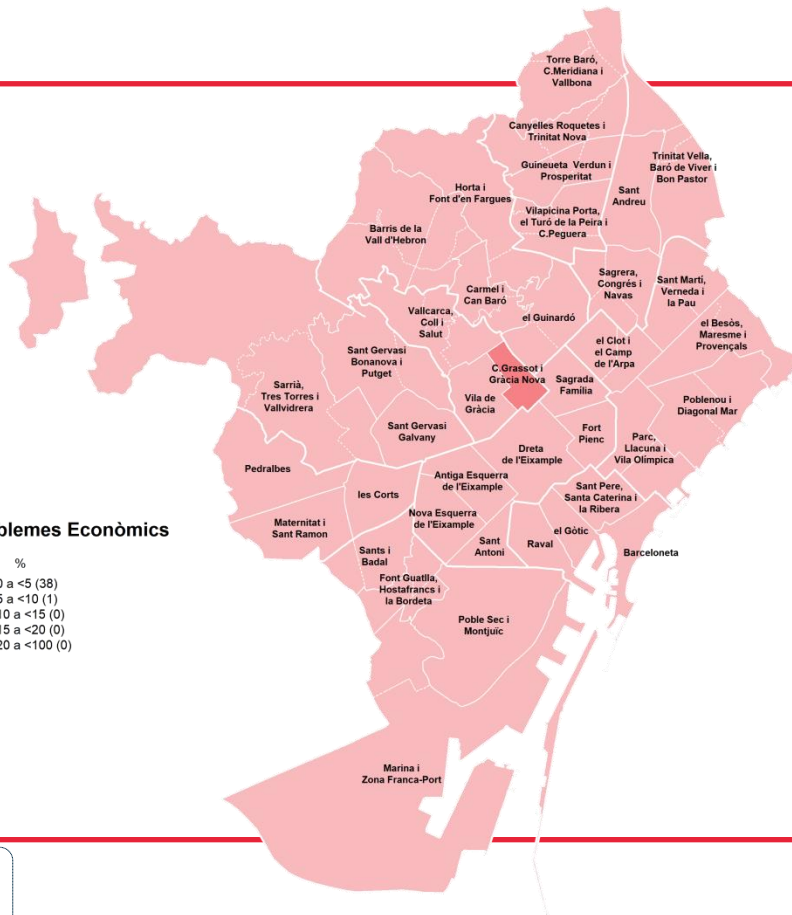 Torre Baró,
C.Meridiana i
Vallbona
Canyelles Roquetes i
Trinitat Nova
Guineueta Verdun i
Prosperitat
Trinitat Vella,
Baró de Viver i
Bon Pastor
Sant
Andreu
Horta i
Font d'en Fargues
Vilapicina Porta,
el Turó de la Peira i
C.Peguera
Barris de la
Vall d'Hebron
Sagrera,
Congrés i
Navas
Sant Martí,
Verneda i
la Pau
Carmel i
Can Baró
Vallcarca,
Coll i
Salut
el Guinardó
el Besòs,
Maresme i
Provençals
el Clot i
el Camp
de l'Arpa
Sant Gervasi
Bonanova i
Putget
C.Grassot i
Gràcia Nova
Sagrada
Família
Sarrià,
Tres Torres i
Vallvidrera
Vila de
Gràcia
Poblenou i
Diagonal Mar
Sant Gervasi
Galvany
Fort
Pienc
Parc,
Llacuna i
Vila Olímpica
Dreta
de l'Eixample
Pedralbes
Antiga Esquerra
de l'Eixample
Sant Pere,
Santa Caterina i
la Ribera
les Corts
Nova Esquerra
de l'Eixample
Maternitat i
Sant Ramon
el Gòtic
Sant
Antoni
Raval
Barceloneta
Sants i
Badal
Font Guatlla,
Hostafrancs i
la Bordeta
Poble Sec i
Montjuïc
Marina i
Zona Franca-Port
blemes Econòmics
%
0 a <5 (38)
5 a <10 (1)
10 a <15 (0)
15 a <20 (0)
20 a <100 (0)